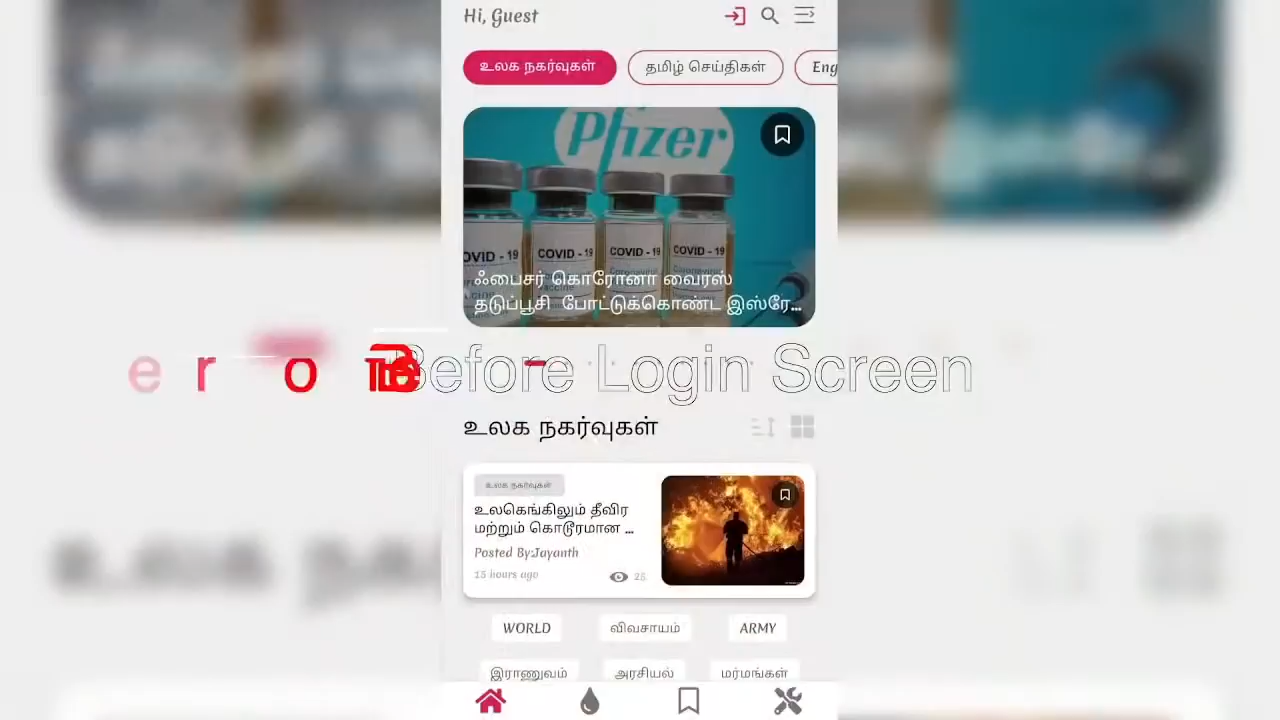 Hi, Guest
உலக நகர்வுகள்
தமிழ் செய்திகள்
Eng
Pfizer
OVID - 19
COVID - 19
COVID - 19
COVID - 19
ஃபைசர் கொரோனா வைரஸ்
தடுப்பூசி போட்டுக்கொண்ட இஸ்ரே...
e r o
Before Login Screen
உலக நகர்வுகள்
உலக நகர்வுகள்
உலகெங்கிலும் தீவிர
மற்றும் கொடூரமான ...
Posted By:Jayanth
15 hours ago
25
WORLD
விவசாயம்
ARMY
இராணுவம்
அரசியல்
மர்மங்கள்